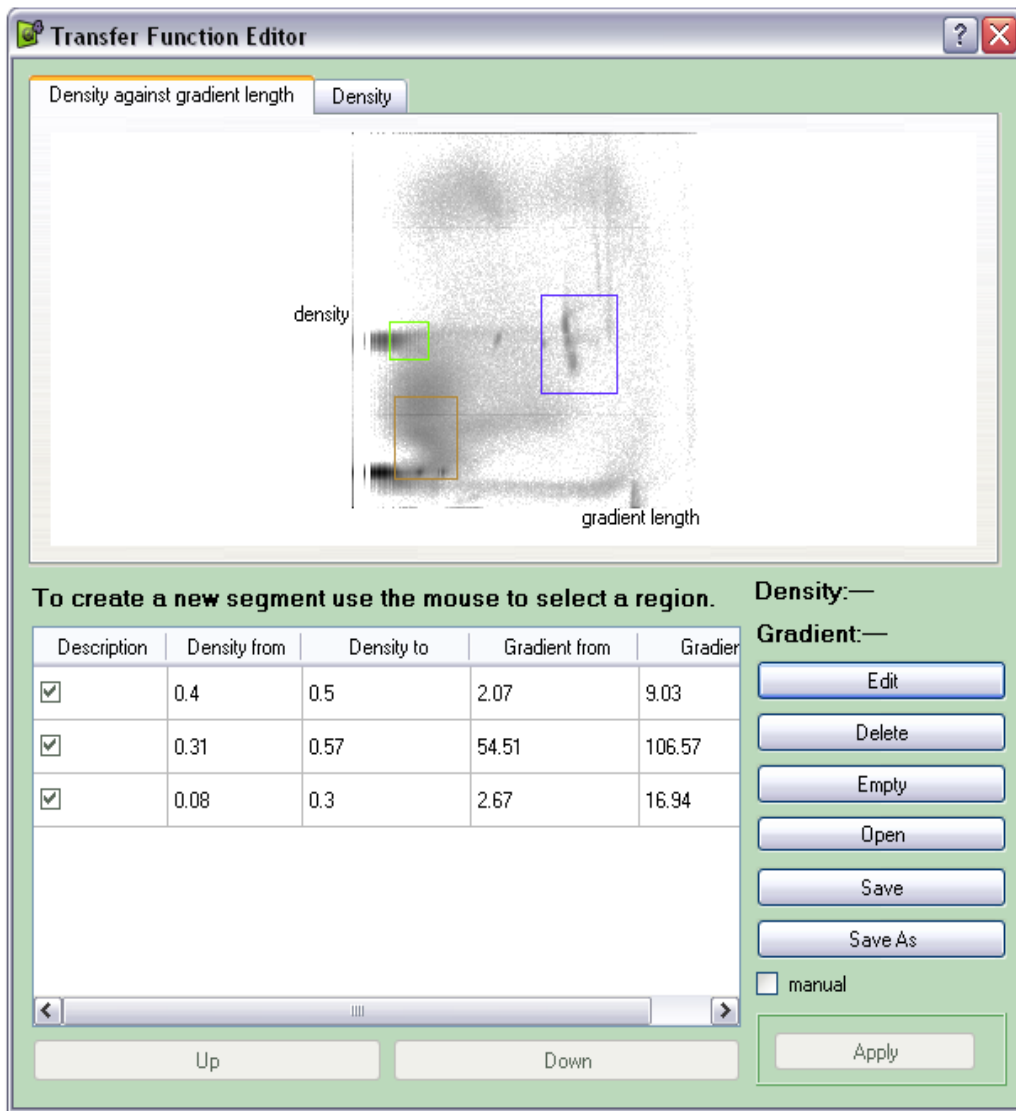 Transfer Function Editor
Density against gradient length
Density
density
gradient length
To create a new segment use the mouse to select a region.
Density:—
Gradient:—
Description Density from Density to Gradient from Gradier
0.4 0.5 2.07 9.03
0.31 0.57 54.51 106.57
0.08 0.3 2.67 16.94
Edit
Delete
Empty
Open
Save
Save As
manual
Up
Down
Apply